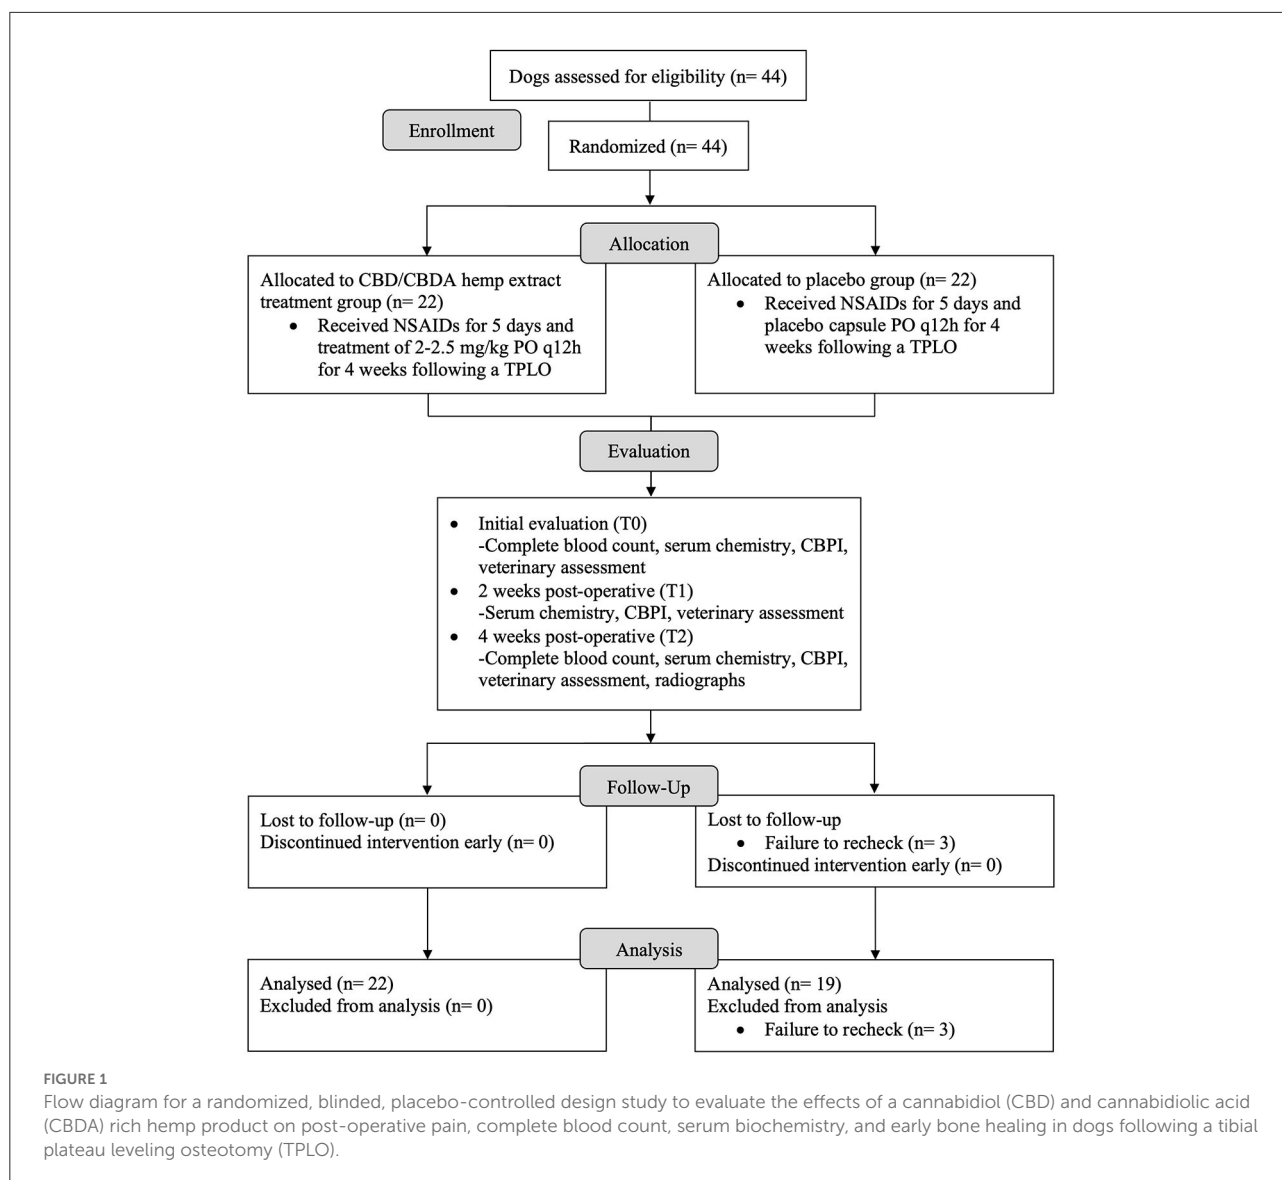 Dogs assessed for eligibility (n= 44)
Enrollment
Randomized (n= 44)
Allocation
Allocated to CBD/CBDA hemp extract
treatment group (n= 22)
• Received NSAIDs for 5 days and
treatment of 2-2.5 mg/kg PO q12h
for 4 weeks following a TPLO
Allocated to placebo group (n= 22)
• Received NSAIDs for 5 days and
placebo capsule PO q12h for 4
weeks following a TPLO
Evaluation
• Initial evaluation (T0)
-Complete blood count, serum chemistry, CBPI,
veterinary assessment
• 2 weeks post-operative (T1)
-Serum chemistry, CBPI, veterinary assessment
• 4 weeks post-operative (T2)
-Complete blood count, serum chemistry, CBPI,
veterinary assessment, radiographs
Follow-Up
Lost to follow-up (n= 0)
Discontinued intervention early (n= 0)
Lost to follow-up
• Failure to recheck (n= 3)
Discontinued intervention early (n= 0)
Analysis
Analysed (n= 22)
Excluded from analysis (n= 0)
Analysed (n= 19)
Excluded from analysis
• Failure to recheck (n= 3)
FIGURE 1
Flow diagram for a randomized, blinded, placebo-controlled design study to evaluate the effects of a cannabidiol (CBD) and cannabidiolic acid
(CBDA) rich hemp product on post-operative pain, complete blood count, serum biochemistry, and early bone healing in dogs following a tibial
plateau leveling osteotomy (TPLO).